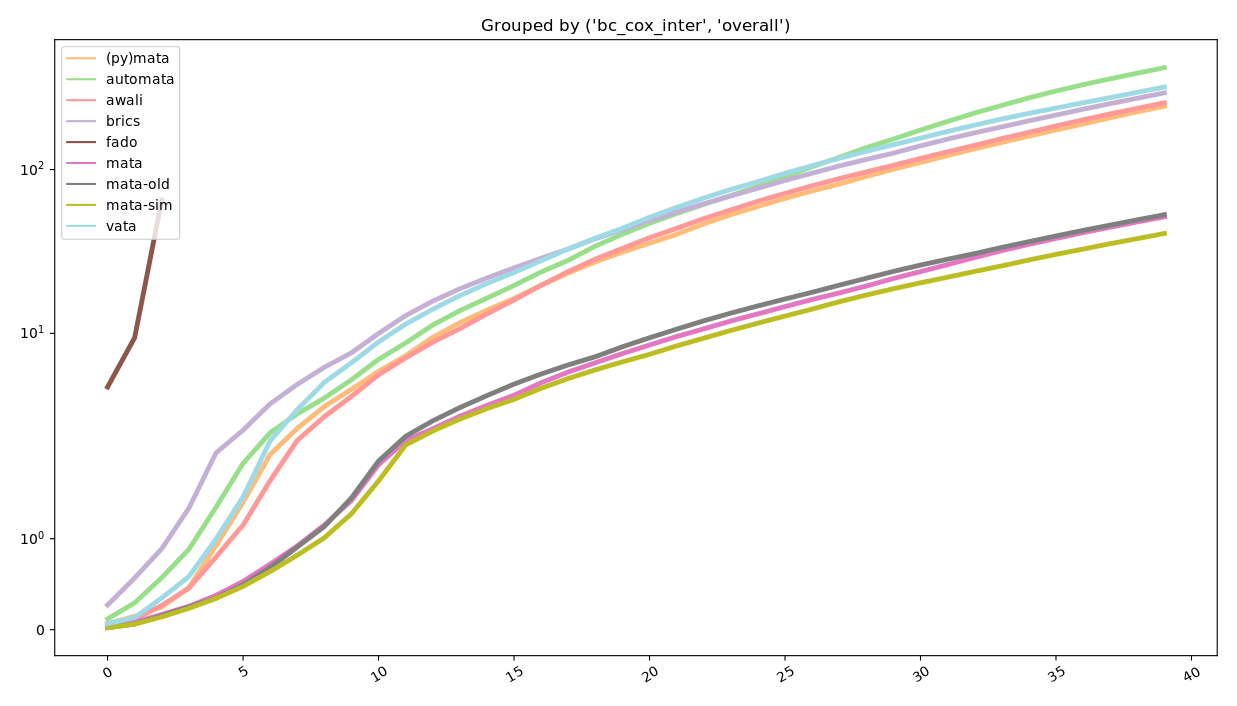 Grouped by ('bc_cox_inter', 'overall')
(py)mata
automata
awali
brics
fado
mata
mata-old
mata-sim
vata
10²
10¹
10⁰
0
0 5 10 15 20 25 30 35 40